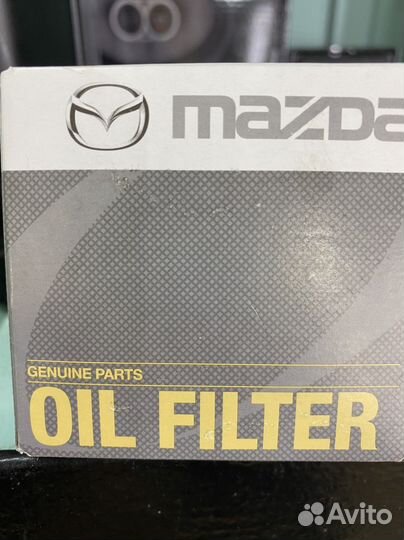 mazda
GENUINE PARTS
OIL FILTER
Avito